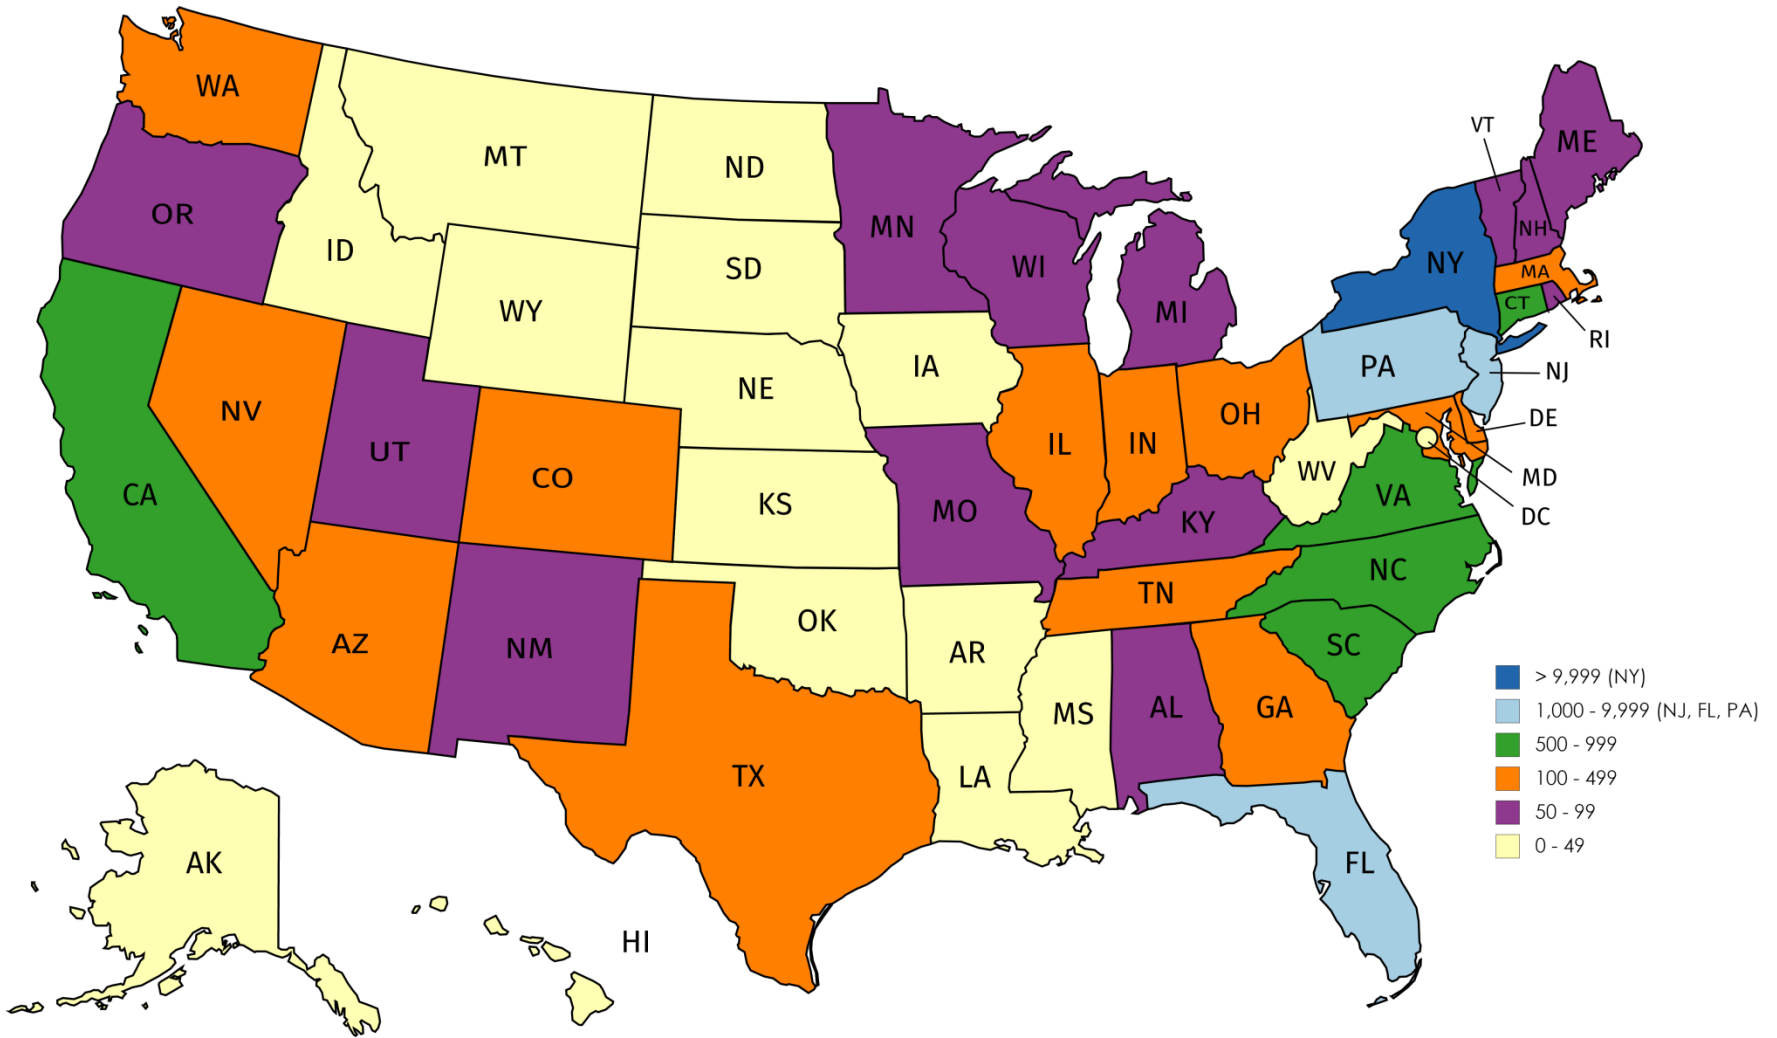 WA
MT
ND
MN
VT
ME
OR
ID
SD
WI
NH
NY
MA
WY
MI
CT
RI
IA
PA
NJ
NE
NV
UT
CO
IL
IN
OH
DE
WV
MD
CA
KS
MO
KY
VA
DC
NC
TN
OK
AZ
NM
AR
SC
MS
AL
GA
TX
LA
FL
AK
HI
> 9,999 (NY)
1,000 - 9,999 (NJ, FL, PA)
500 - 999
100 - 499
50 - 99
0 - 49